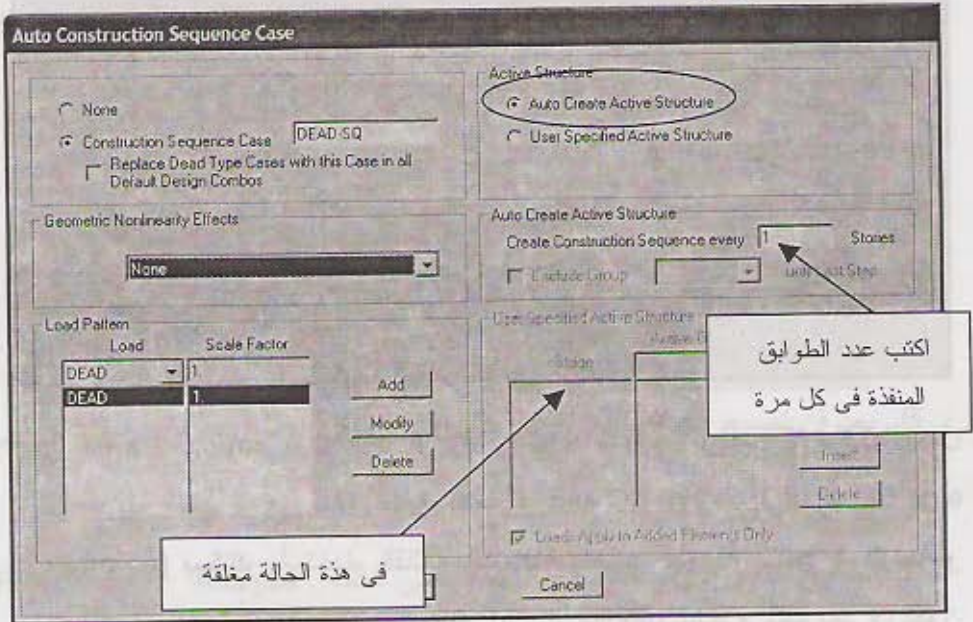 Auto Construction Sequence Case
None
Construction Sequence Case
DEAD-SQ
Replace Dead Type Cases with this Case in all
Default Design Combos
Active Structure
Auto Create Active Structure
User Specified Active Structure
Geometric Nonlinearity Effects
None
Auto Create Active Structure
Create Construction Sequence every 1 Stories
Exclude Group
Load Pattern
Load Scale Factor
DEAD 1.
DEAD 1.
Add
Modify
Delete
User Specified Active Structure
اكتب عدد الطوابق
المنفذة فى كل مرة
Insert
Delete
Loads Apply to Added Elements Only
فى هذة الحالة مغلقة
Cancel